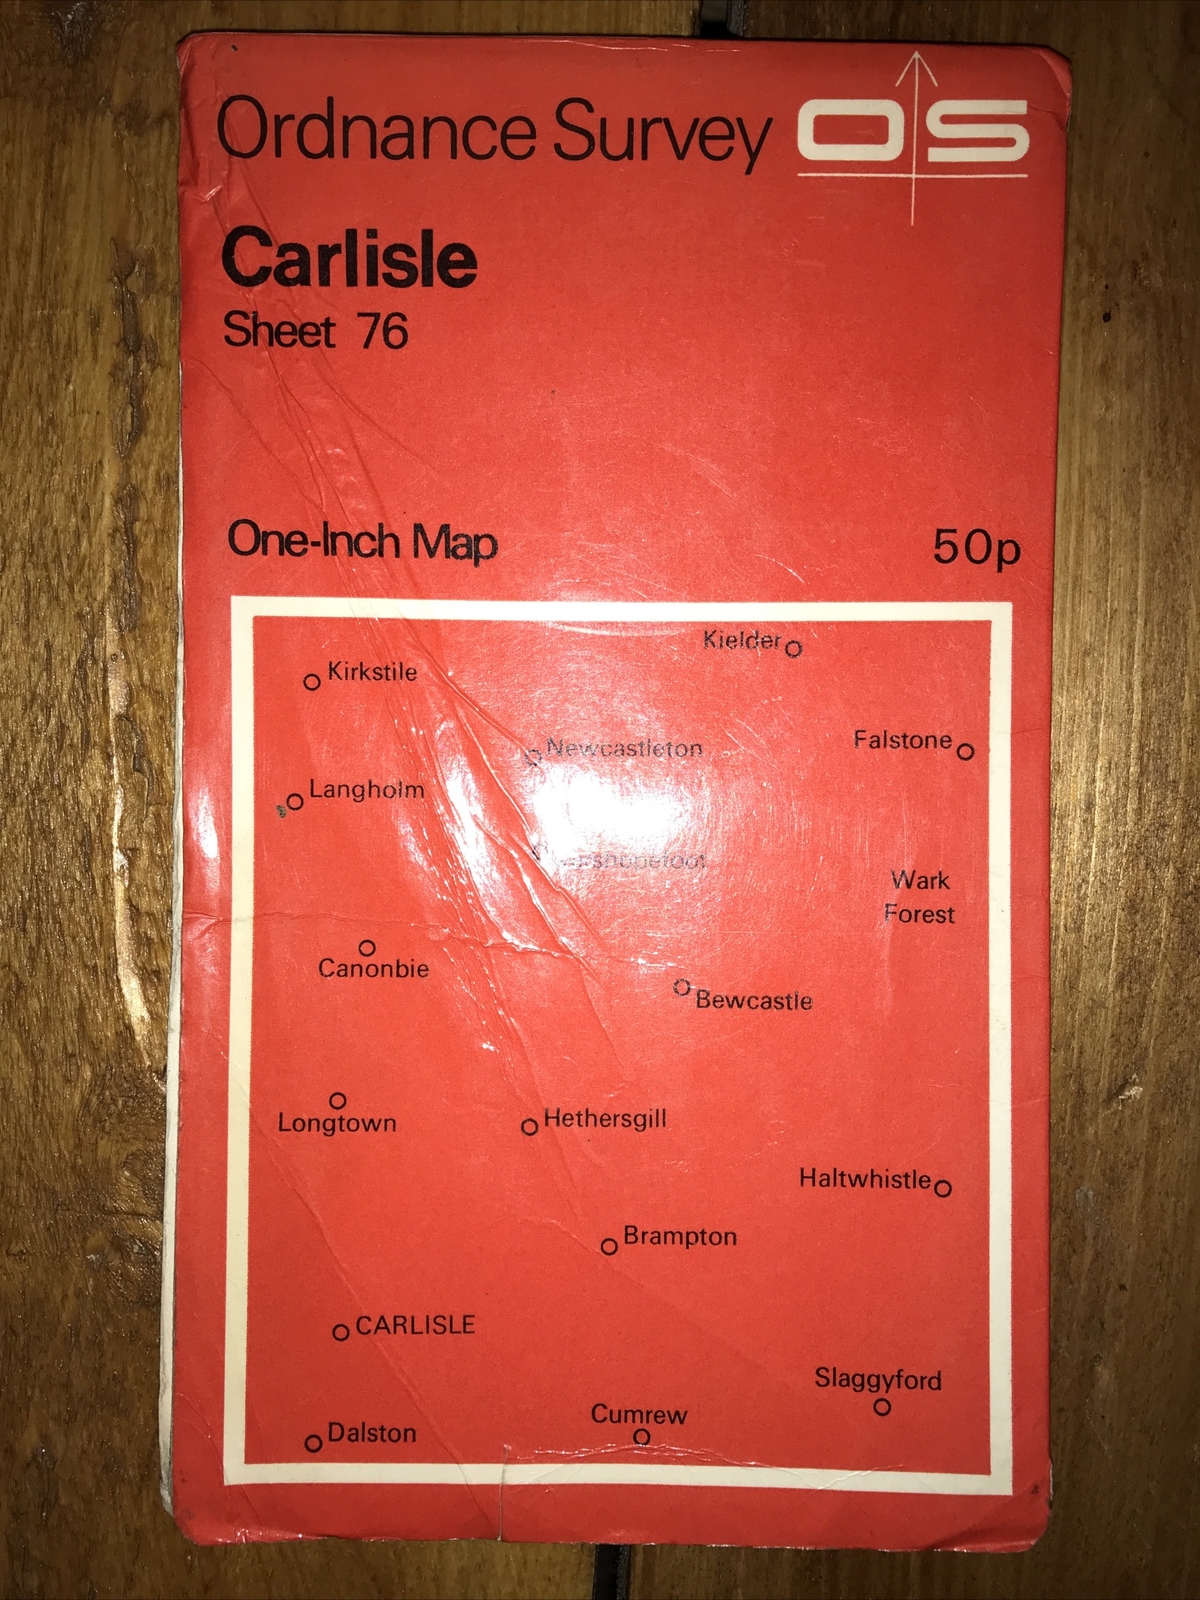 Ordnance Survey OS
Carlisle
Sheet 76
One-Inch Map 50p
Kielder
Kirkstile
Newcastleton
Falstone
Langholm
Wark
Forest
Canonbie
Bewcastle
Longtown
Hethersgill
Haltwhistle
Brampton
CARLISLE
Slaggyford
Cumrew
Dalston